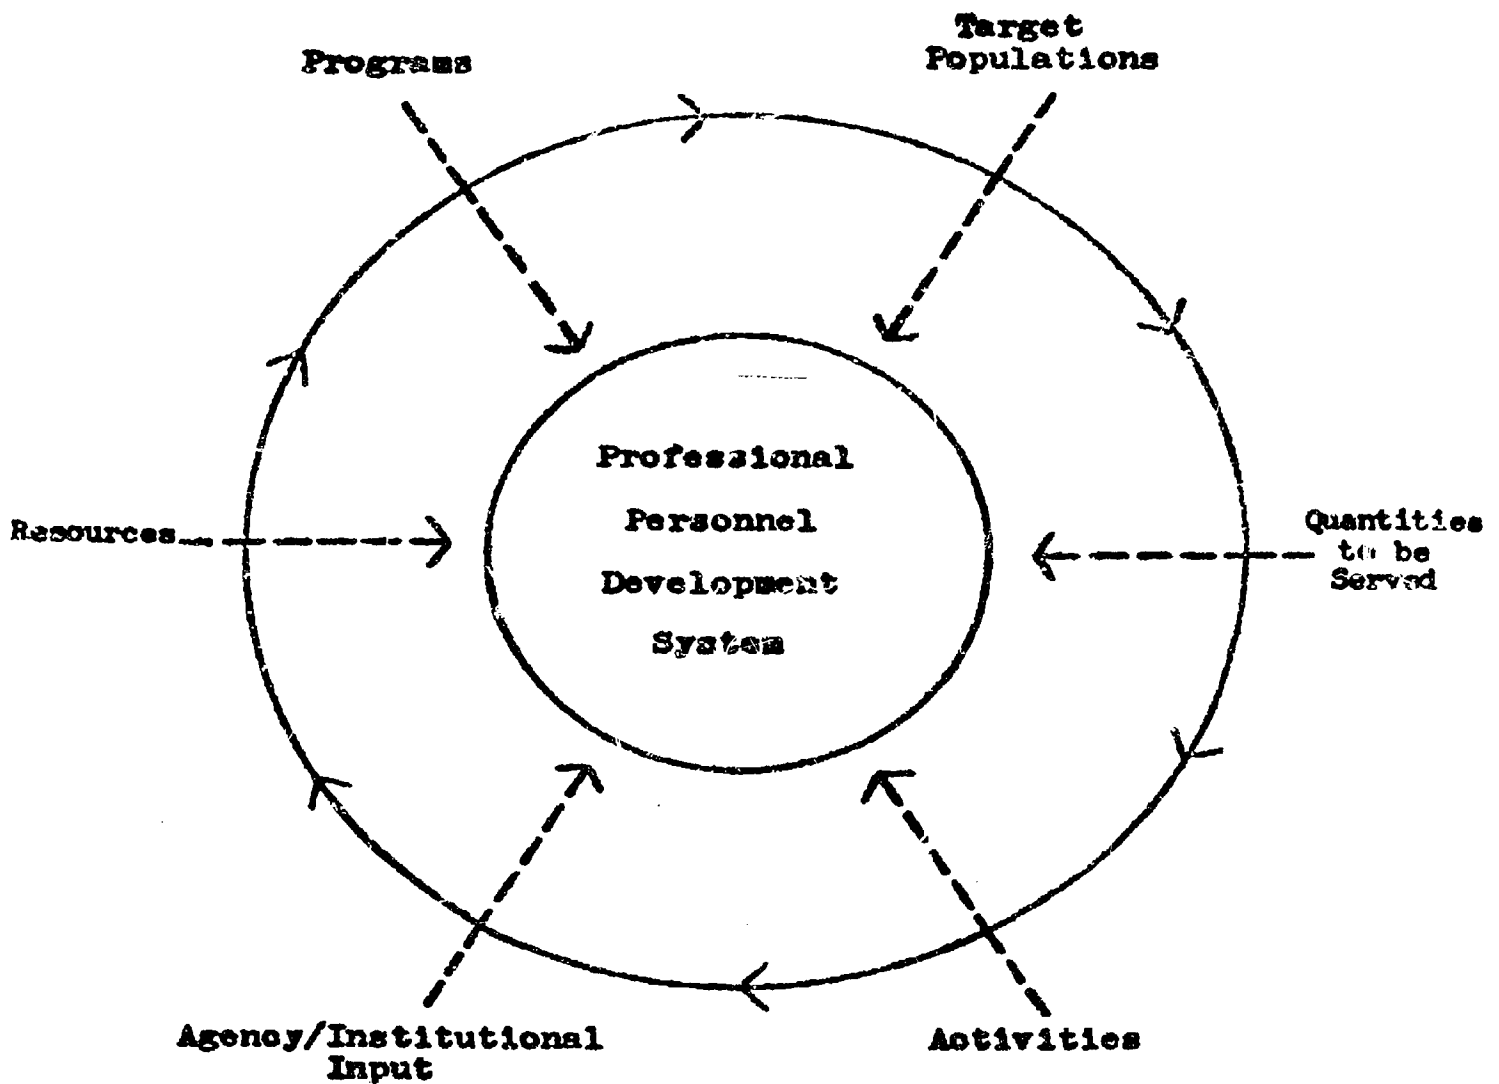 Programs
Target
Populations
Resources
Professional
Personnel
Development
System
Quantities
to be
Served
Agency/Institutional
Input
Activities